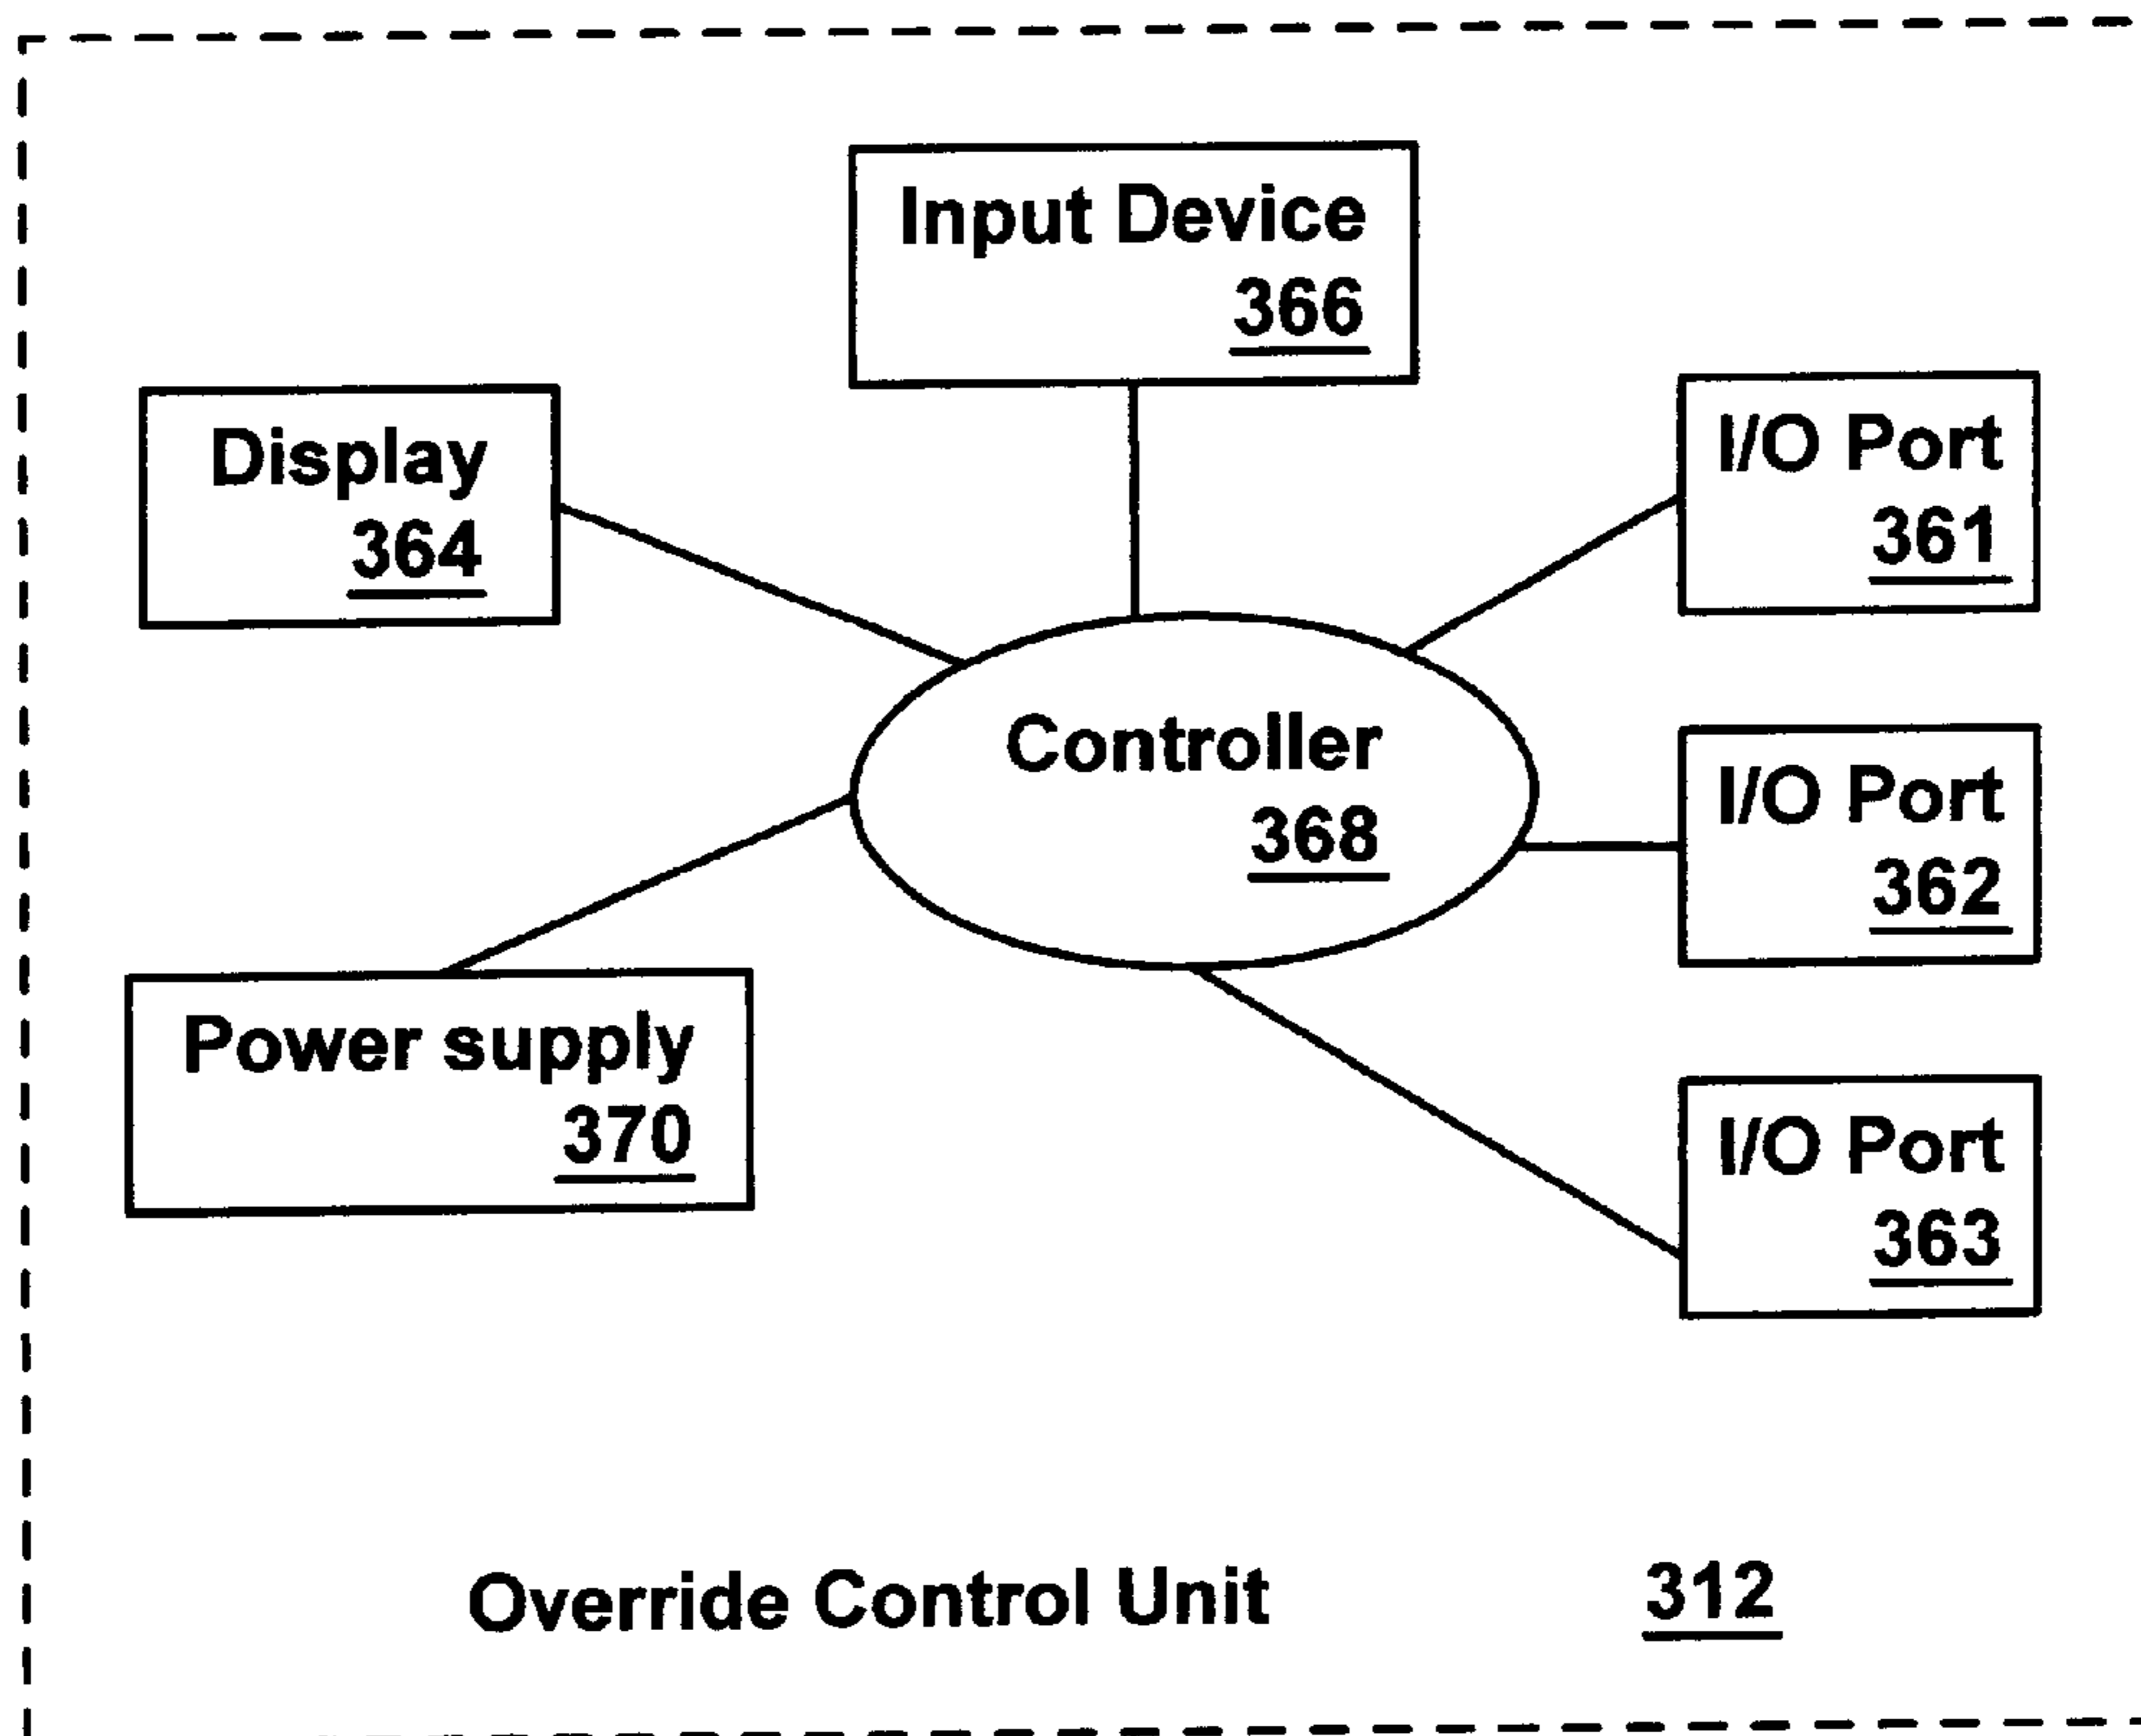 Input Device
366
Display
364
I/O Port
361
Controller
368
I/O Port
362
Power supply
370
I/O Port
363
Override Control Unit 312